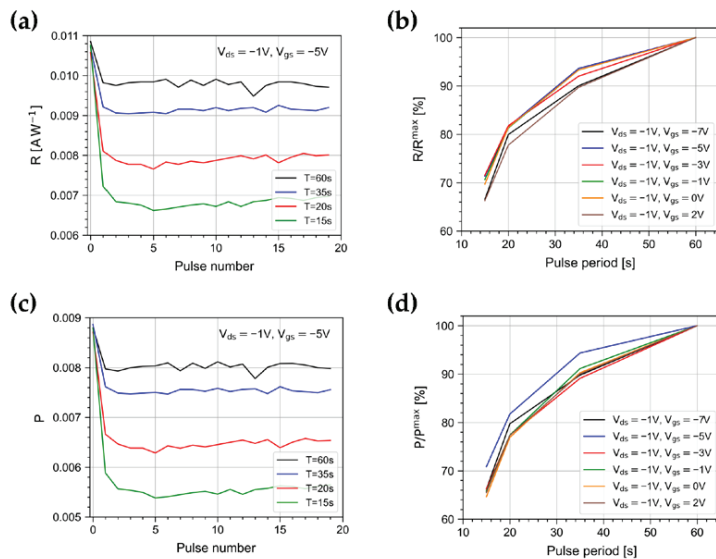 (a)
0.011
0.010
0.009
0.008
0.007
0.006
R [A W⁻¹]
V_ds = −1V, V_gs = −5V
T=60s
T=35s
T=20s
T=15s
0 5 10 15 20
Pulse number
(b)
100
90
80
70
60
R/R^max [%]
V_ds = −1V, V_gs = −7V
V_ds = −1V, V_gs = −5V
V_ds = −1V, V_gs = −3V
V_ds = −1V, V_gs = −1V
V_ds = −1V, V_gs = 0V
V_ds = −1V, V_gs = 2V
10 20 30 40 50 60
Pulse period [s]
(c)
0.009
0.008
0.007
0.006
0.005
P
V_ds = −1V, V_gs = −5V
T=60s
T=35s
T=20s
T=15s
0 5 10 15 20
Pulse number
(d)
100
90
80
70
60
P/P^max [%]
V_ds = −1V, V_gs = −7V
V_ds = −1V, V_gs = −5V
V_ds = −1V, V_gs = −3V
V_ds = −1V, V_gs = −1V
V_ds = −1V, V_gs = 0V
V_ds = −1V, V_gs = 2V
10 20 30 40 50 60
Pulse period [s]